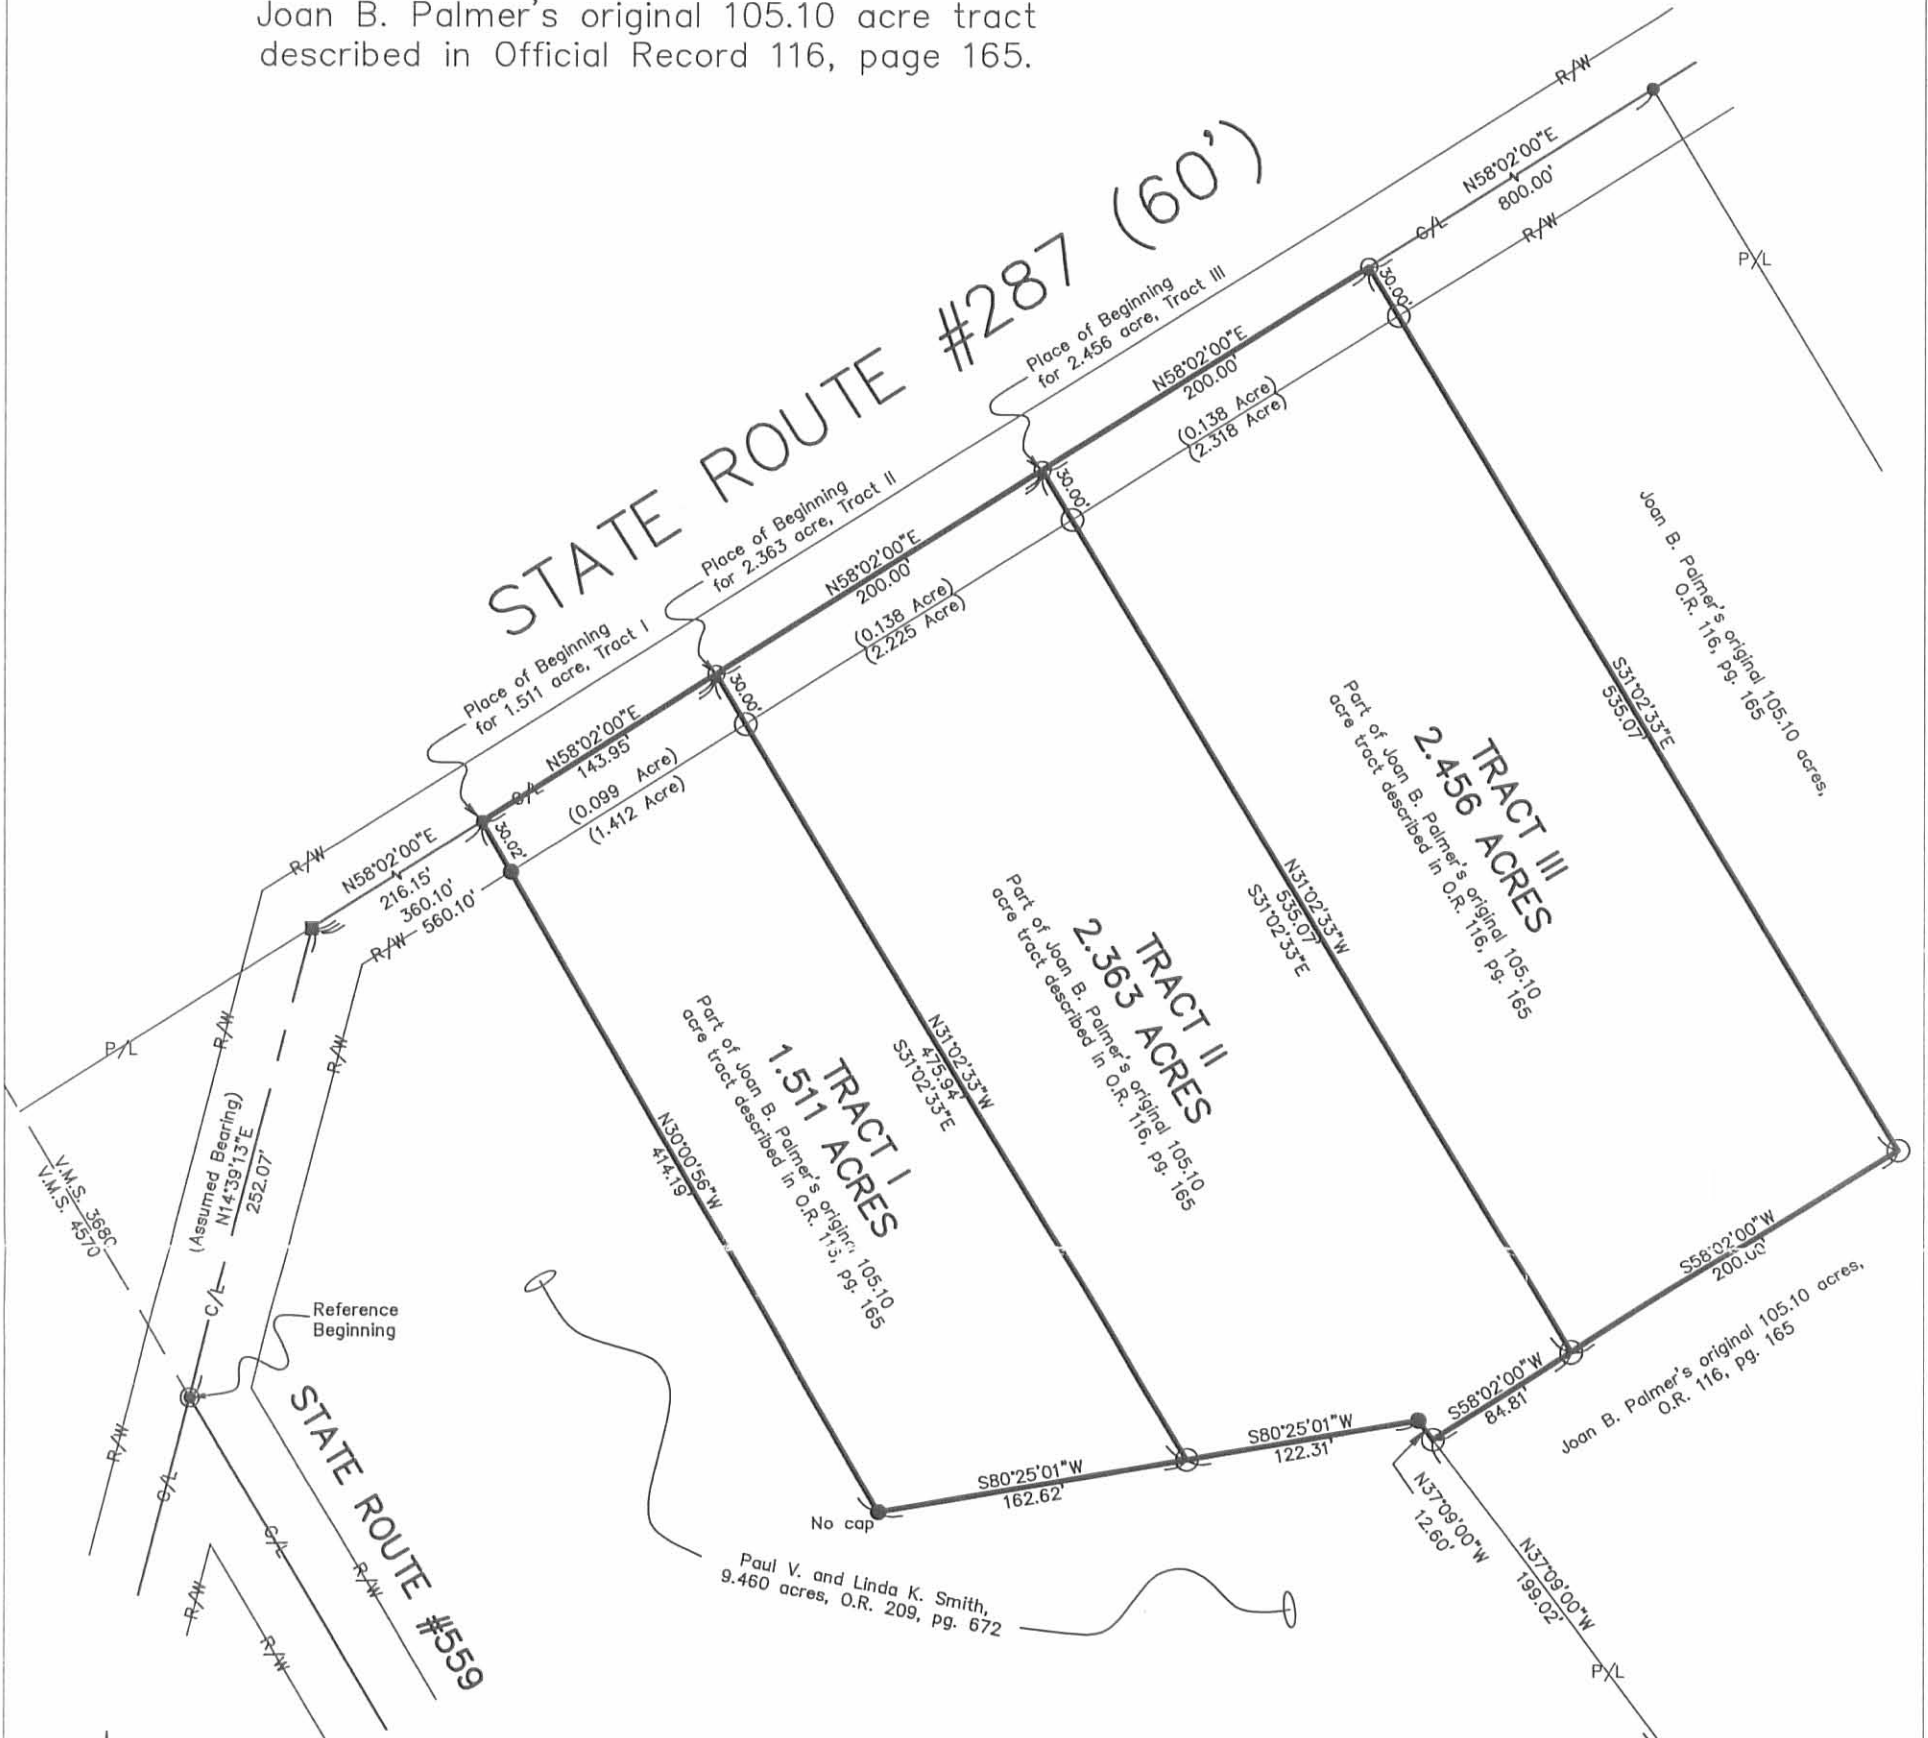 Joan B. Palmer's original 105.10 acre tract
described in Official Record 116, page 165.
R/W
N58°02'00"E
800.00'
C/L
R/W
P/L
STATE ROUTE #287 (60')
Place of Beginning
for 2.456 acre, Tract III
30.00'
N58°02'00"E
200.00'
(0.138 Acre)
(2.318 Acre)
Place of Beginning
for 2.363 acre, Tract II
30.00'
N58°02'00"E
200.00'
(0.138 Acre)
(2.225 Acre)
Place of Beginning
for 1.511 acre, Tract I
30.00'
N58°02'00"E
143.95'
C/L
(0.099 Acre)
(1.412 Acre)
30.02'
R/W
N58°02'00"E
216.15'
360.10'
R/W 560.10'
Joan B. Palmer's original 105.10 acres,
O.R. 116, pg. 165
S31°02'33"E
535.07'
TRACT III
2.456 ACRES
Part of Joan B. Palmer's original 105.10
acre tract described in O.R. 116, pg. 165
N31°02'33"W
535.07'
S31°02'33"E
TRACT II
2.363 ACRES
Part of Joan B. Palmer's original 105.10
acre tract described in O.R. 116, pg. 165
N31°02'33"W
475.94'
S31°02'33"E
TRACT I
1.511 ACRES
Part of Joan B. Palmer's original 105.10
acre tract described in O.R. pg. 165
N30°00'56"W
414.19'
P/L
R/W
R/W
(Assumed Bearing)
N14°39'13"E
252.07'
V.M.S.
V.M.S. 4570
C/L
Reference
Beginning
R/W
C/L
STATE ROUTE #559
C/L
R/W
R/W
R/W
No cap
S80°25'01"W
162.62'
S80°25'01"W
122.31'
S58°02'00"W
84.81'
S58°02'00"W
200.00'
Joan B. Palmer's original 105.10 acres,
O.R. 116, pg. 165
N37°09'00"W
12.60'
N37°09'00"W
199.02'
P/L
Paul V. and Linda K. Smith,
9.460 acres, O.R. 209, pg. 672